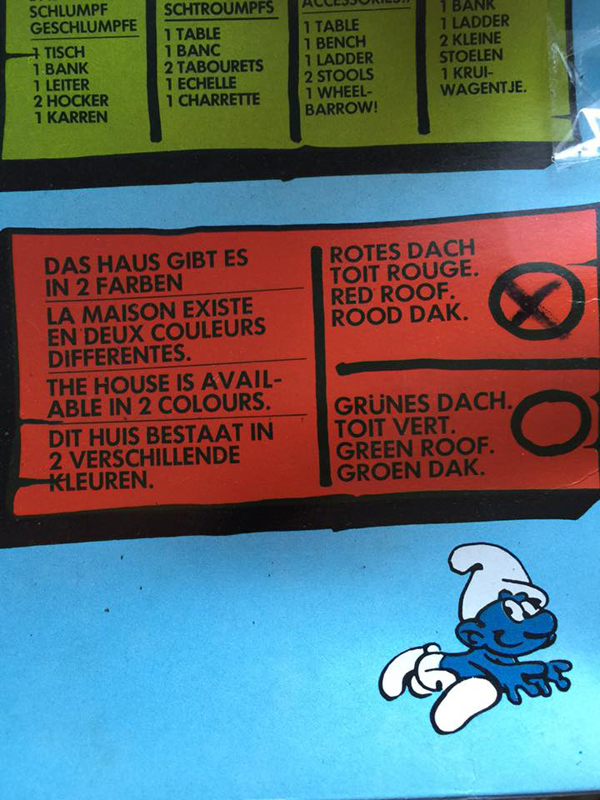 SCHLUMPF
GESCHLUMPFE
1 TISCH
1 BANK
1 LEITER
2 HOCKER
1 KARREN
SCHTROUMPFS
1 TABLE
1 BANC
2 TABOURETS
1 ECHELLE
1 CHARRETTE
1 TABLE
1 BENCH
1 LADDER
2 STOOLS
1 WHEEL-
BARROW!
1 BANK
1 LADDER
2 KLEINE
STOELEN
1 KRUI-
WAGENTJE.
DAS HAUS GIBT ES
IN 2 FARBEN
LA MAISON EXISTE
EN DEUX COULEURS
DIFFERENTES.
THE HOUSE IS AVAIL-
ABLE IN 2 COLOURS.
DIT HUIS BESTAAT IN
2 VERSCHILLENDE
KLEUREN.
ROTES DACH
TOIT ROUGE.
RED ROOF.
ROOD DAK.
GRÜNES DACH.
TOIT VERT.
GREEN ROOF.
GROEN DAK.